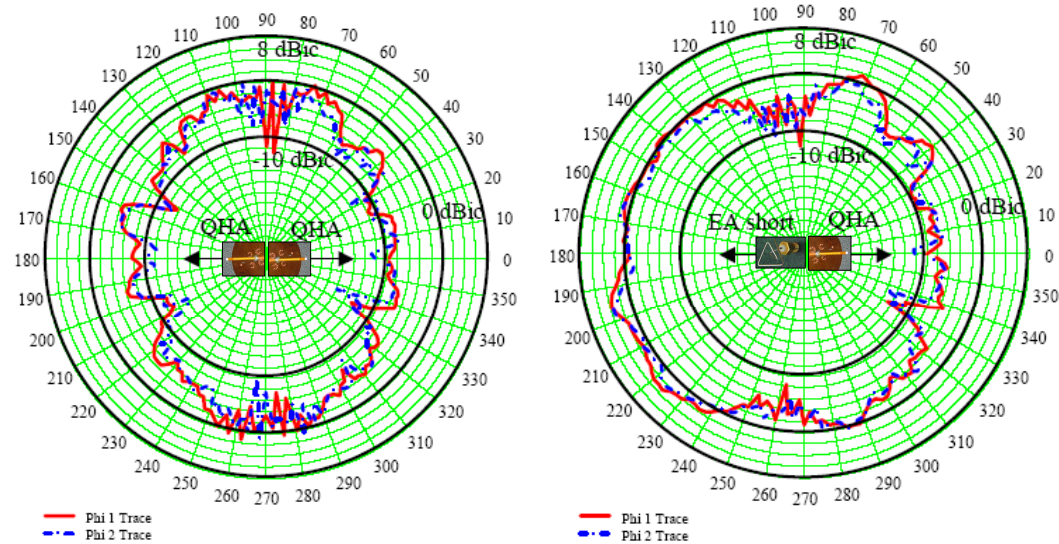 90
100 80
110 70
120 60
130 50
140 40
150 30
160 20
170 10
180 0
190 350
200 340
210 330
220 320
230 310
240 300
250 290
260 280
270
8 dBic
-10 dBic
0 dBic
QHA
QHA
Phi 1 Trace
Phi 2 Trace
90
100 80
110 70
120 60
130 50
140 40
150 30
160 20
170 10
180 0
190 350
200 340
210 330
220 320
230 310
240 300
250 290
260 280
270
8 dBic
-10 dBic
0 dBic
EA short
QHA
Phi 1 Trace
Phi 2 Trace